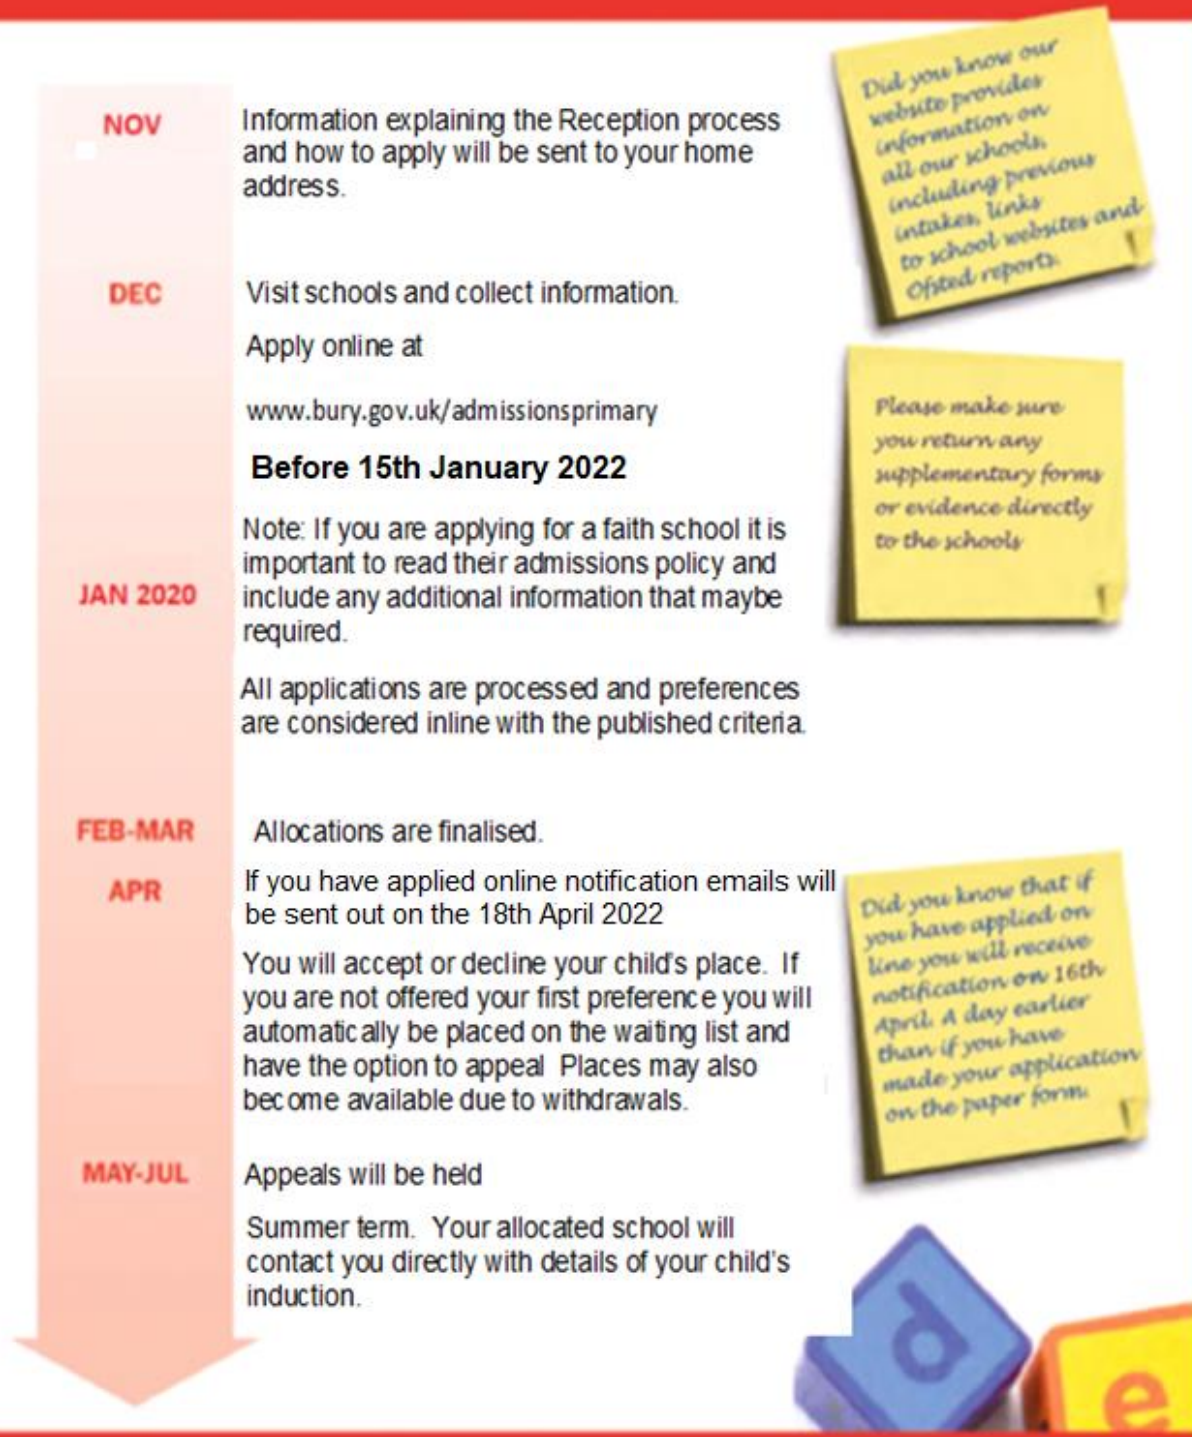 NOV
Information explaining the Reception process
and how to apply will be sent to your home
address.
Did you know our
website provides
information on
all our schools,
including previous
intakes, links
to school websites and
Ofsted reports.
DEC
Visit schools and collect information.
Apply online at
www.bury.gov.uk/admissionsprimary
Before 15th January 2022
Please make sure
you return any
supplementary forms
or evidence directly
to the schools
JAN 2020
Note: If you are applying for a faith school it is
important to read their admissions policy and
include any additional information that maybe
required.
All applications are processed and preferences
are considered inline with the published criteria.
FEB-MAR
Allocations are finalised.
APR
If you have applied online notification emails will
be sent out on the 18th April 2022
You will accept or decline your child's place. If
you are not offered your first preference you will
automatically be placed on the waiting list and
have the option to appeal Places may also
become available due to withdrawals.
Did you know that if
you have applied on
line you will receive
notification on 16th
April. A day earlier
than if you have
made your application
on the paper form.
MAY-JUL
Appeals will be held
Summer term. Your allocated school will
contact you directly with details of your child's
induction.
d
e